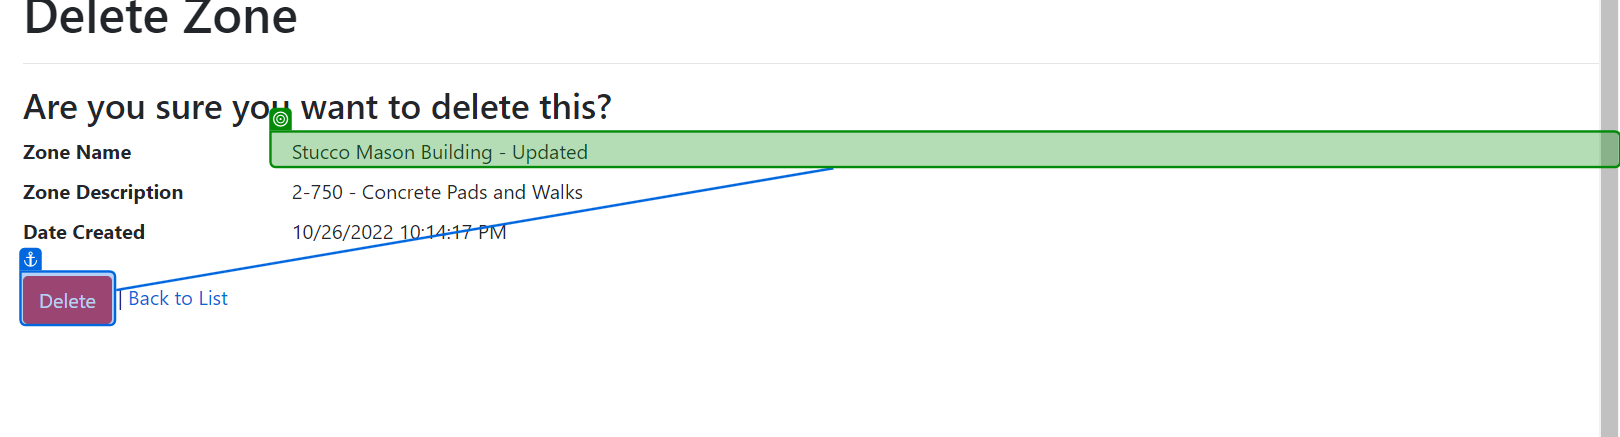 Delete Zone
Are you sure you want to delete this?
Zone Name Stucco Mason Building - Updated
Zone Description 2-750 - Concrete Pads and Walks
Date Created 10/26/2022 10:14:17 PM
Delete | Back to List